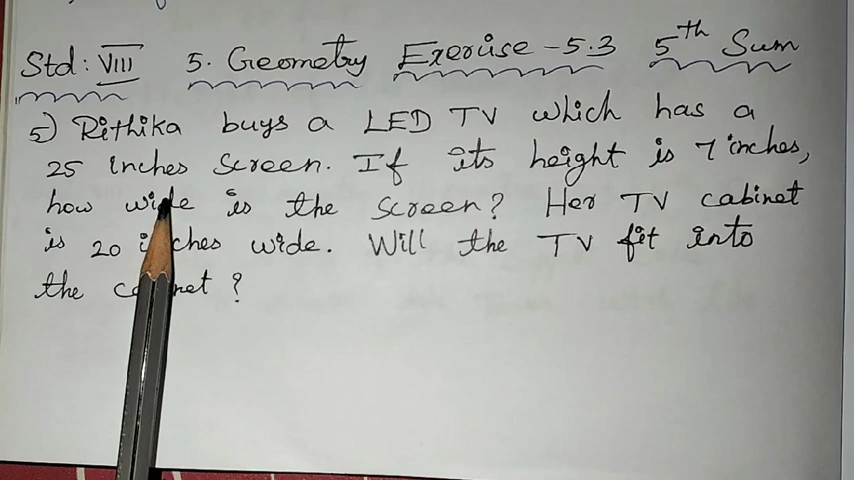 Std: VIII 5. Geometry Exercise -5.3 5th Sum
5) Rithika buys a LED TV which has a
25 inches screen. If its height is 7 inches,
how wide is the screen? Her TV cabinet
is 20 inches wide. Will the TV fit into
the cabinet?